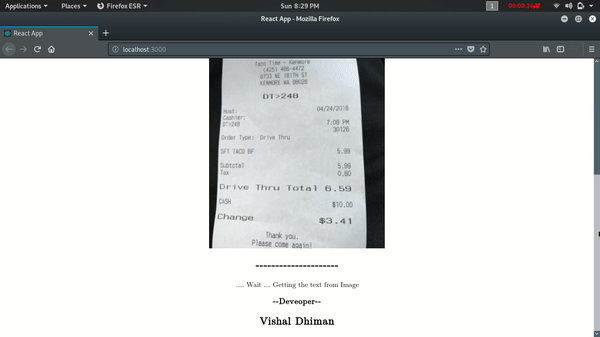 Applications Places Firefox ESR Sun 8:29 PM 1
React App - Mozilla Firefox
React App
localhost:3000
Taco Time - Kenmore
(425) 486-4472
6733 NE 181TH ST
KENMORE WA 98028
DT>248
Host: 04/24/2018
Cashier:
DT>248 7:08 PM
30126
Order Type: Drive Thru
SFT TACO BF 5.99
Subtotal 5.99
Tax 0.60
Drive Thru Total 6.59
CASH $10.00
Change $3.41
Thank you.
Please come again!
---------------------
..... Wait .... Getting the text from Image
--Deveoper--
Vishal Dhiman